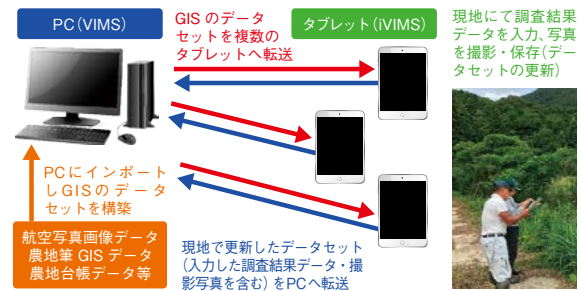 PC(VIMS)
GIS のデータ
セットを複数の
タブレットへ転送
タブレット(iVIMS)
現地にて調査結果
データを入力、写真
を撮影・保存(デー
タセットの更新)
PCにインポート
しGISのデータ
セットを構築
航空写真画像データ
農地筆 GIS データ
農地台帳データ等
現地で更新したデータセット
(入力した調査結果データ・撮
影写真を含む)をPCへ転送